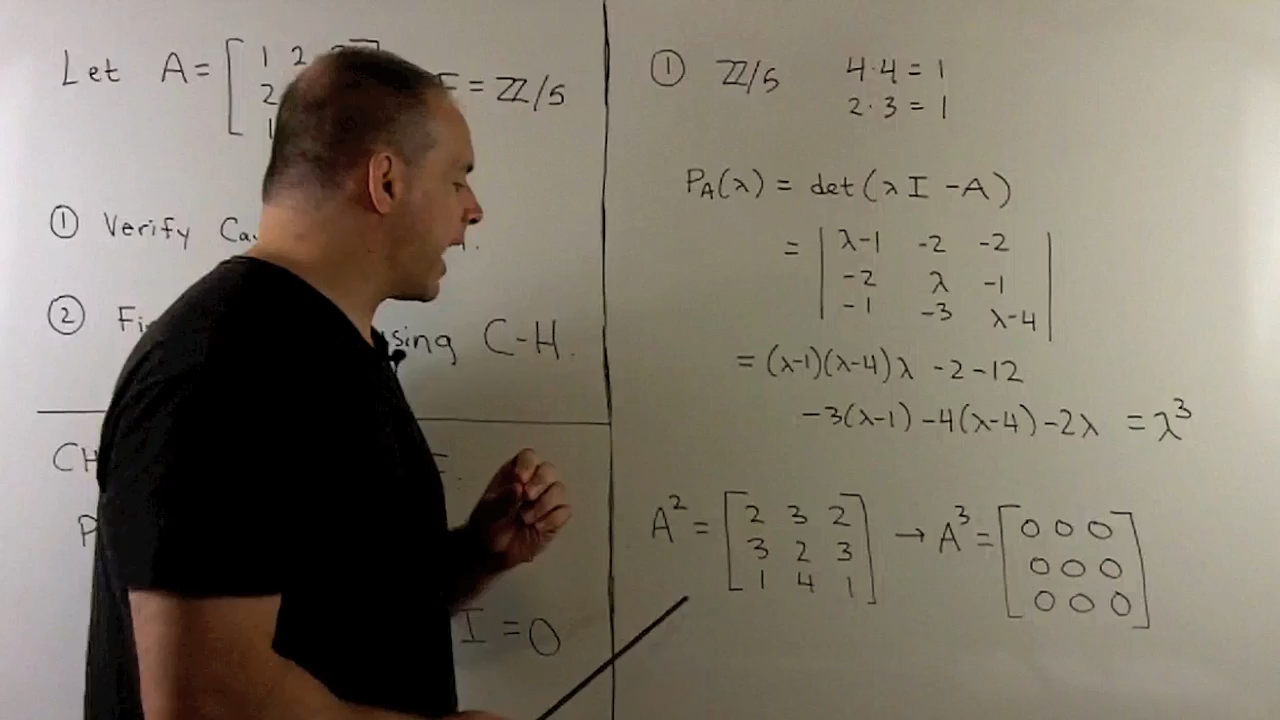 Let A = [ 1 2
2
1
F = ℤ/5
① Verify
② using C-H.
CH
P
I = 0
① ℤ/5 4·4 = 1
2·3 = 1
P_A(λ) = det(λI - A)
= | λ-1 -2 -2 |
| -2 λ -1 |
| -1 -3 λ-4 |
= (λ-1)(λ-4)λ -2 -12
-3(λ-1) -4(λ-4) -2λ = λ³
A² = [ 2 3 2 ] → A³ = [ 0 0 0 ]
[ 3 2 3 ] [ 0 0 0 ]
[ 1 4 1 ] [ 0 0 0 ]